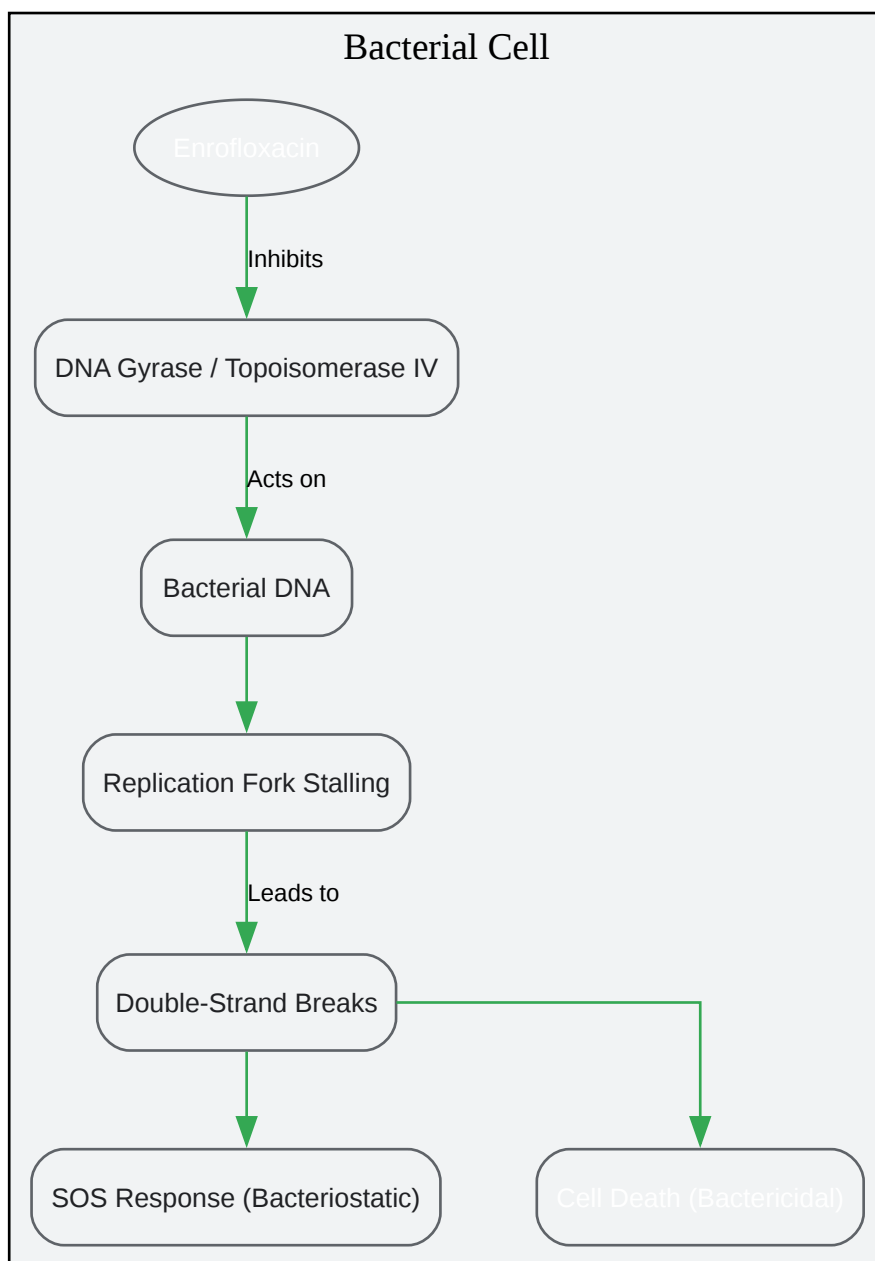 Bacterial Cell
Enrofloxacin
Inhibits
DNA Gyrase / Topoisomerase IV
Acts on
Bacterial DNA
Replication Fork Stalling
Leads to
Double-Strand Breaks
SOS Response (Bacteriostatic)
Cell Death (Bactericidal)